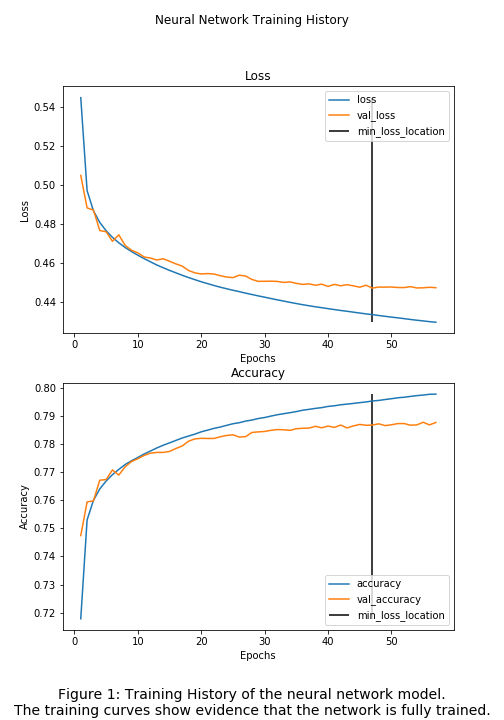 Neural Network Training History
Loss
loss
val_loss
min_loss_location
0.54
0.52
0.50
0.48
0.46
0.44
Loss
0 10 20 30 40 50
Epochs
Accuracy
0.80
0.79
0.78
0.77
0.76
0.75
0.74
0.73
0.72
Accuracy
accuracy
val_accuracy
min_loss_location
0 10 20 30 40 50
Epochs
Figure 1: Training History of the neural network model.
The training curves show evidence that the network is fully trained.